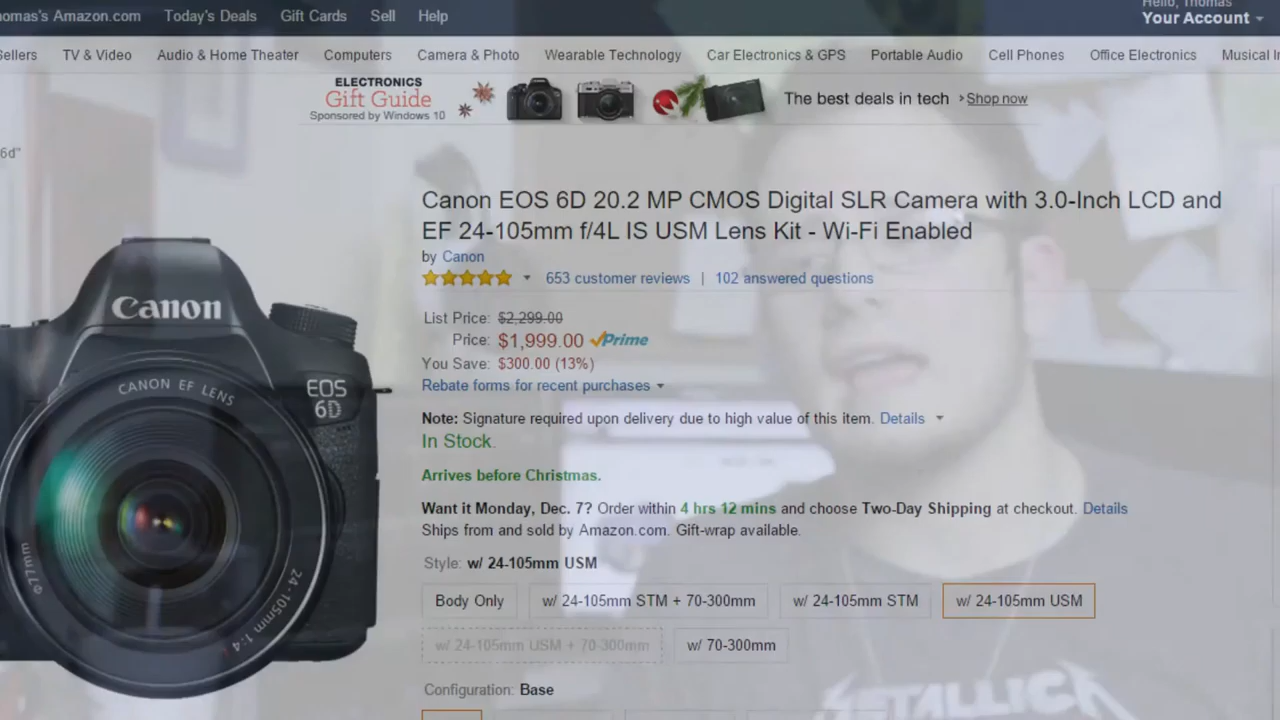 Thomas's Amazon.com Today's Deals Gift Cards Sell Help
Hello, Thomas
Your Account
Sellers TV & Video Audio & Home Theater Computers Camera & Photo Wearable Technology Car Electronics & GPS Portable Audio Cell Phones Office Electronics Musical In
ELECTRONICS
Gift Guide
Sponsored by Windows 10
The best deals in tech › Shop now
6d"
Canon EOS 6D 20.2 MP CMOS Digital SLR Camera with 3.0-Inch LCD and
EF 24-105mm f/4L IS USM Lens Kit - Wi-Fi Enabled
by Canon
653 customer reviews | 102 answered questions
List Price: $2,299.00
Price: $1,999.00 Prime
You Save: $300.00 (13%)
Rebate forms for recent purchases
Note: Signature required upon delivery due to high value of this item. Details
In Stock.
Arrives before Christmas.
Want it Monday, Dec. 7? Order within 4 hrs 12 mins and choose Two-Day Shipping at checkout. Details
Ships from and sold by Amazon.com. Gift-wrap available.
Style: w/ 24-105mm USM
Body Only w/ 24-105mm STM + 70-300mm w/ 24-105mm STM w/ 24-105mm USM
w/ 24-105mm USM + 70-300mm w/ 70-300mm
Configuration: Base
Canon
EOS
6D
CANON EF LENS
ø77mm
24-105mm 1:4
METALLICA